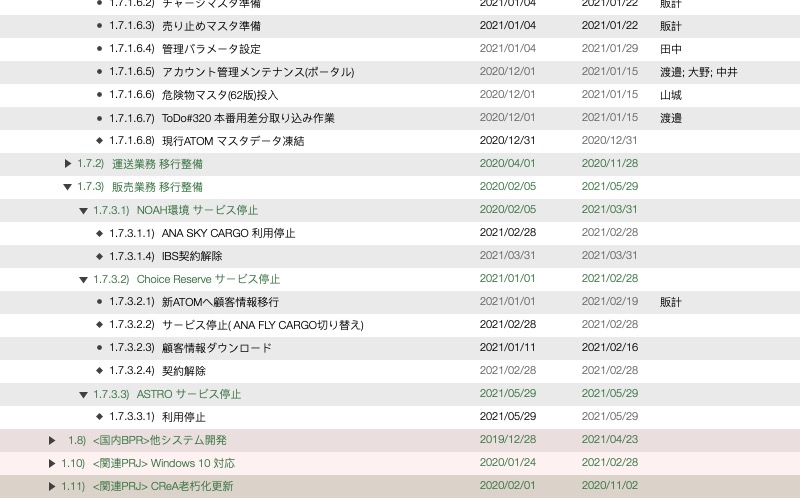 1.7.1.6.2) チャージマスタ準備 2021/01/04 2021/01/22 販計
1.7.1.6.3) 売り止めマスタ準備 2021/01/04 2021/01/22 販計
1.7.1.6.4) 管理パラメータ設定 2021/01/04 2021/01/29 田中
1.7.1.6.5) アカウント管理メンテナンス(ポータル) 2020/12/01 2021/01/15 渡邉; 大野; 中井
1.7.1.6.6) 危険物マスタ(62版)投入 2020/12/01 2021/01/15 山城
1.7.1.6.7) ToDo#320 本番用差分取り込み作業 2020/12/01 2021/01/15 渡邉
1.7.1.6.8) 現行ATOM マスタデータ凍結 2020/12/31 2020/12/31
1.7.2) 運送業務 移行整備 2020/04/01 2020/11/28
1.7.3) 販売業務 移行整備 2020/02/05 2021/05/29
1.7.3.1) NOAH環境 サービス停止 2020/02/05 2021/03/31
1.7.3.1.1) ANA SKY CARGO 利用停止 2021/02/28 2021/02/28
1.7.3.1.4) IBS契約解除 2021/03/31 2021/03/31
1.7.3.2) Choice Reserve サービス停止 2021/01/01 2021/02/28
1.7.3.2.1) 新ATOMへ顧客情報移行 2021/01/01 2021/02/19 販計
1.7.3.2.2) サービス停止( ANA FLY CARGO切り替え) 2021/02/28 2021/02/28
1.7.3.2.3) 顧客情報ダウンロード 2021/01/11 2021/02/16
1.7.3.2.4) 契約解除 2021/02/28 2021/02/28
1.7.3.3) ASTRO サービス停止 2021/05/29 2021/05/29
1.7.3.3.1) 利用停止 2021/05/29 2021/05/29
1.8) <国内BPR>他システム開発 2019/12/28 2021/04/23
1.10) <関連PRJ> Windows 10 対応 2020/01/24 2021/02/28
1.11) <関連PRJ> CReA老朽化更新 2020/02/01 2020/11/02